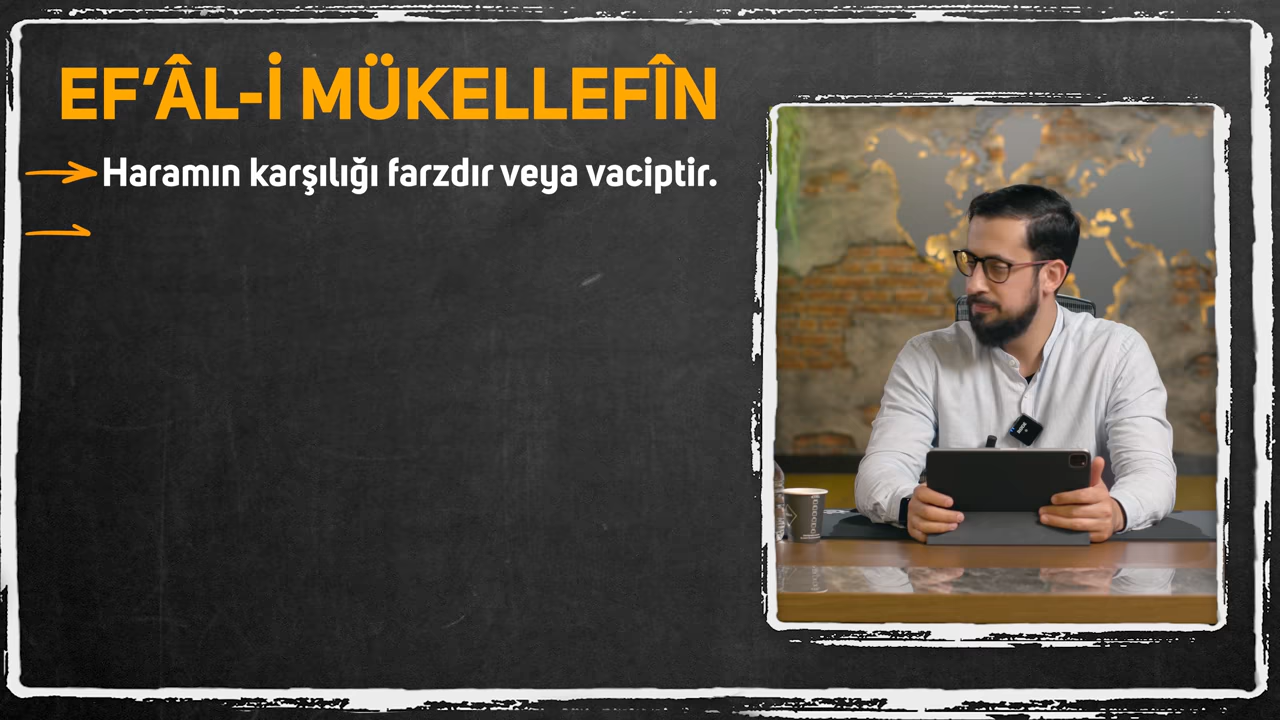 EF’ÂL-İ MÜKELLEFÎN
Haramın karşılığı farzdır veya vaciptir.